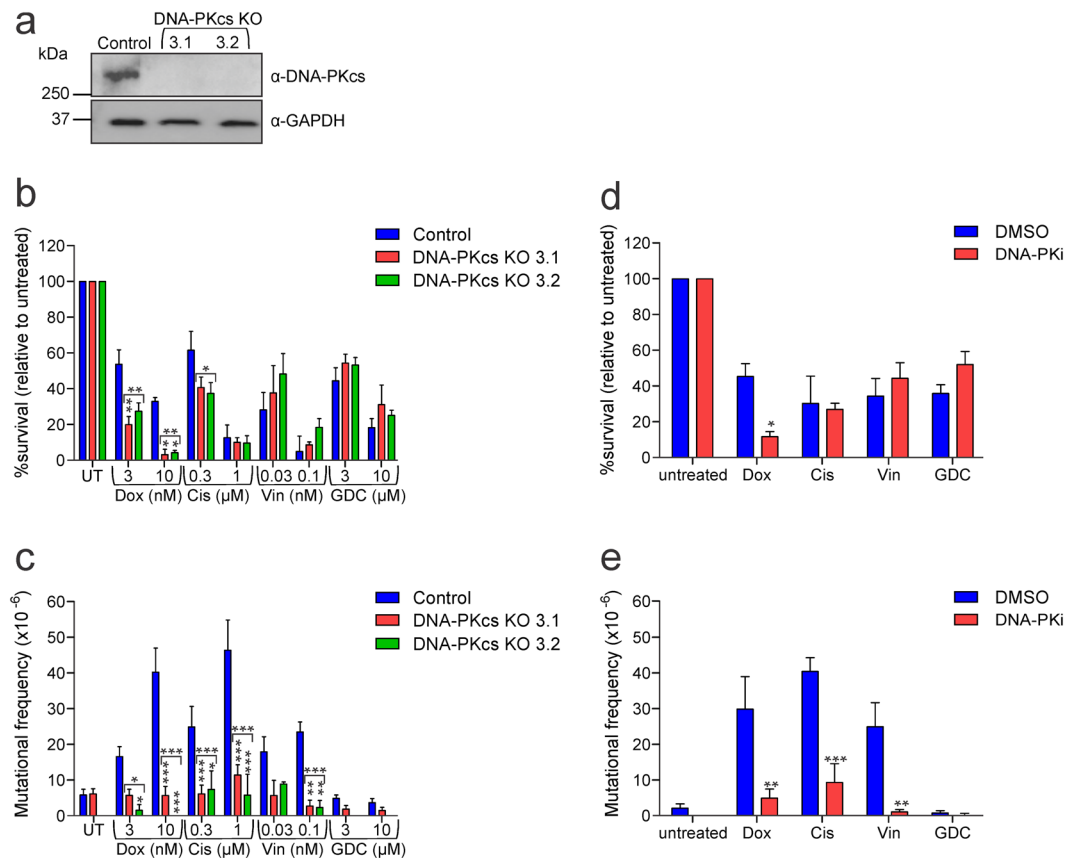 a
DNA-PKcs KO
Control 3.1 3.2
kDa
α-DNA-PKcs
250
37
α-GAPDH
b
Control
DNA-PKcs KO 3.1
DNA-PKcs KO 3.2
%survival (relative to untreated)
120
100
80
60
40
20
0
** ** * ** * ** *
UT 3 10 0.3 1 0.03 0.1 3 10
Dox (nM) Cis (µM) Vin (nM) GDC (µM)
d
DMSO
DNA-PKi
%survival (relative to untreated)
120
100
80
60
40
20
0
*
untreated Dox Cis Vin GDC
c
Control
DNA-PKcs KO 3.1
DNA-PKcs KO 3.2
Mutational frequency (x10⁻⁶)
60
50
40
30
20
10
0
* * *** *** *** *** *** * *** *** *** *** ** **
UT 3 10 0.3 1 0.03 0.1 3 10
Dox (nM) Cis (µM) Vin (nM) GDC (µM)
e
DMSO
DNA-PKi
Mutational frequency (x10⁻⁶)
60
50
40
30
20
10
0
** *** **
untreated Dox Cis Vin GDC